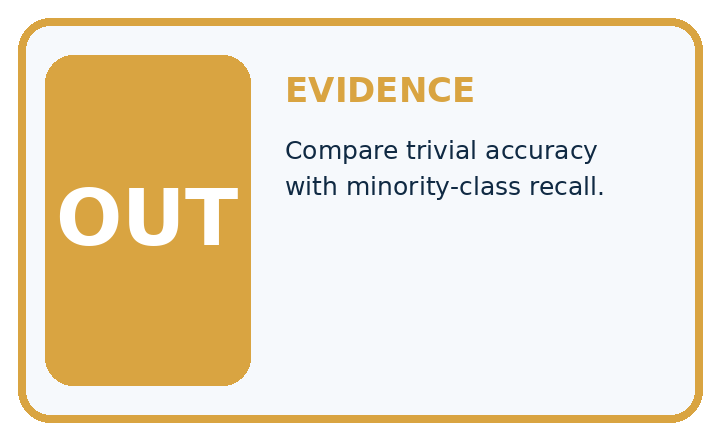 OUT
EVIDENCE
Compare trivial accuracy
with minority-class recall.